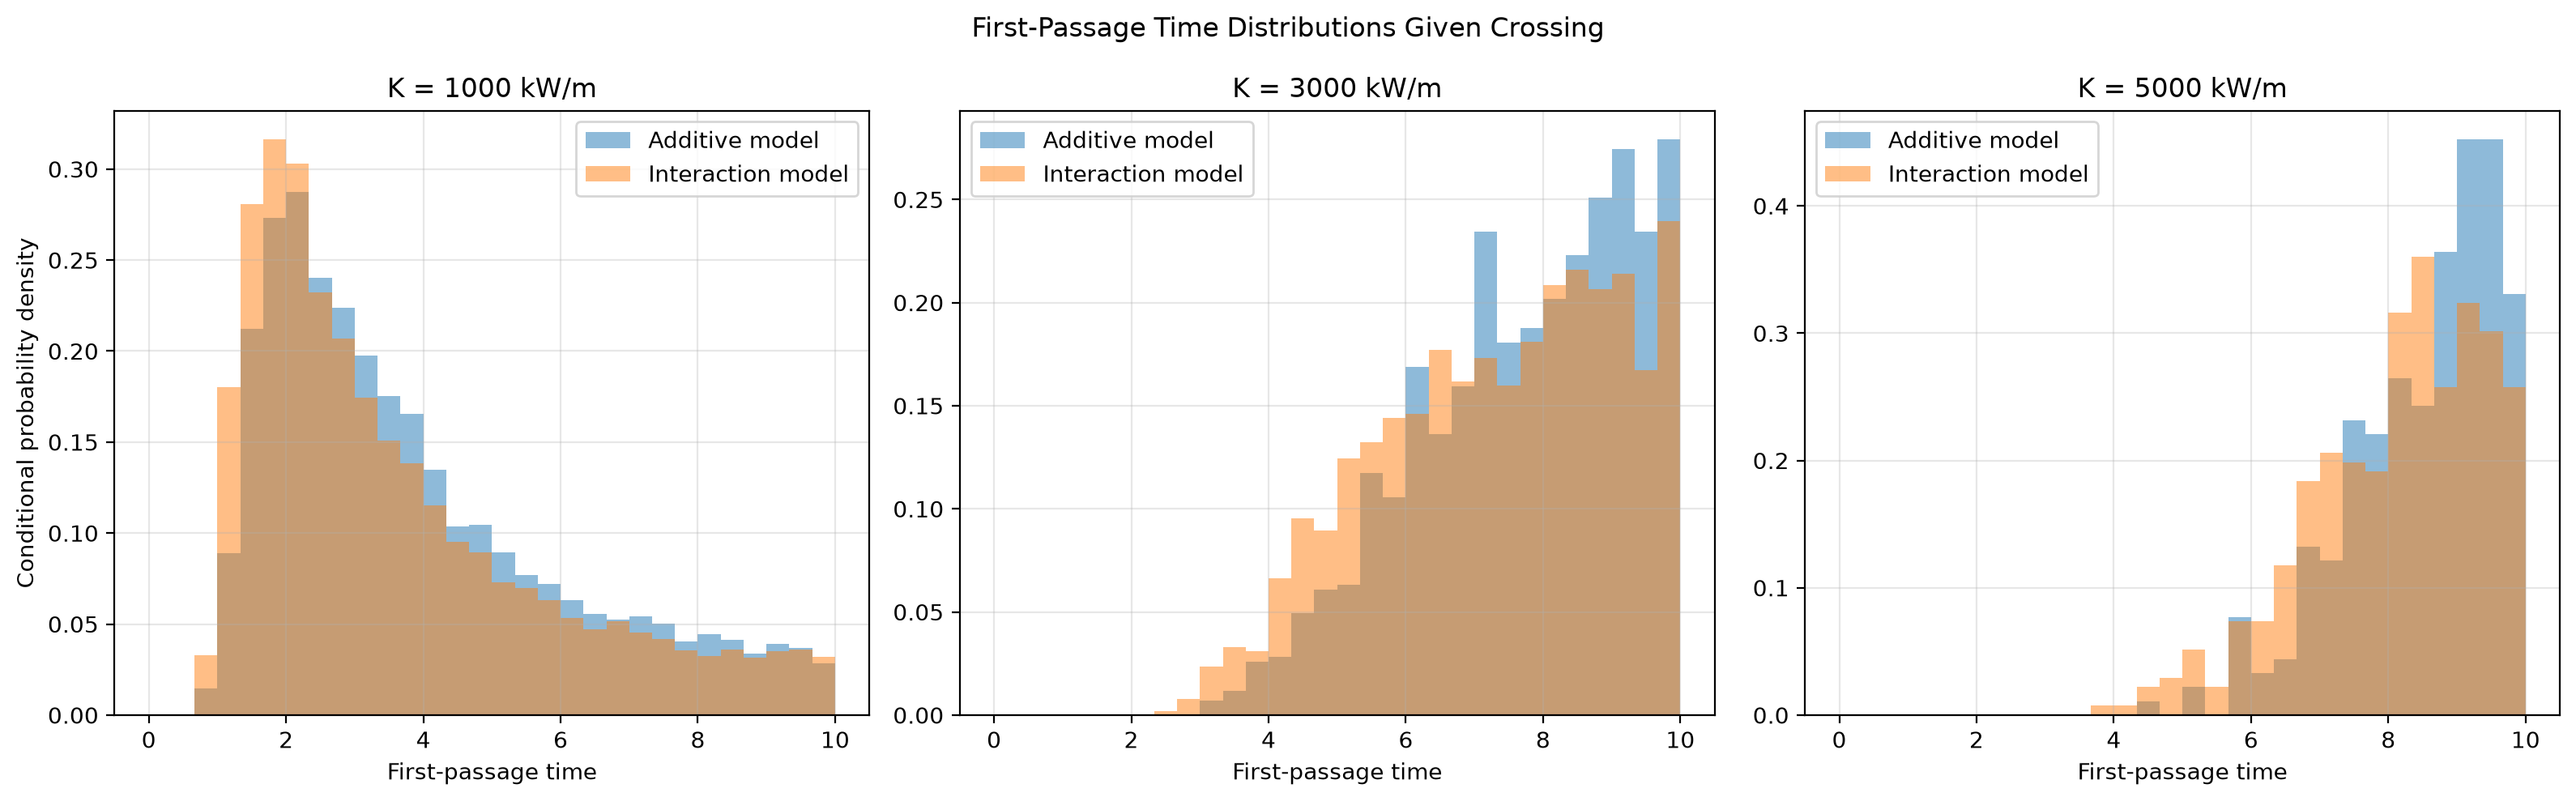 First-Passage Time Distributions Given Crossing
K = 1000 kW/m
Additive model
Interaction model
Conditional probability density
0.30
0.25
0.20
0.15
0.10
0.05
0.00
0 2 4 6 8 10
First-passage time
K = 3000 kW/m
Additive model
Interaction model
0.25
0.20
0.15
0.10
0.05
0.00
0 2 4 6 8 10
First-passage time
K = 5000 kW/m
Additive model
Interaction model
0.4
0.3
0.2
0.1
0.0
0 2 4 6 8 10
First-passage time